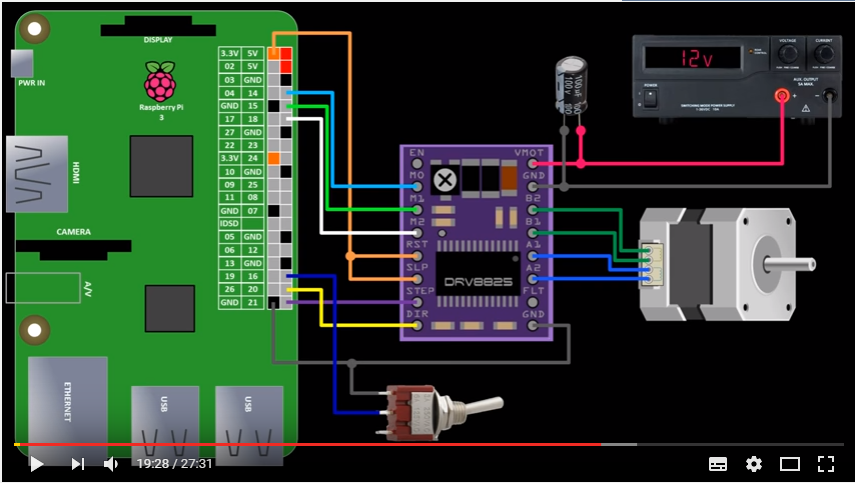 DISPLAY
PWR IN
Raspberry Pi
3
HDMI
CAMERA
A/V
ETHERNET
USB
USB
3.3V 5V
02 5V
03 GND
04 14
GND 15
17 18
27 GND
22 23
3.3V 24
10 GND
09 25
11 08
GND 07
IDSD
05 GND
06 12
13 GND
19 16
26 20
GND 21
EN VMOT
M0 GND
M1 B2
M2 B1
RST A1
SLP A2
STEP FLT
DIR GND
DRV8825
100µF
100v
12v
VOLTAGE
CURRENT
POWER
AUX. OUTPUT
5A MAX.
+ -
SWITCHING MODE POWER SUPPLY
19:28 / 27:31